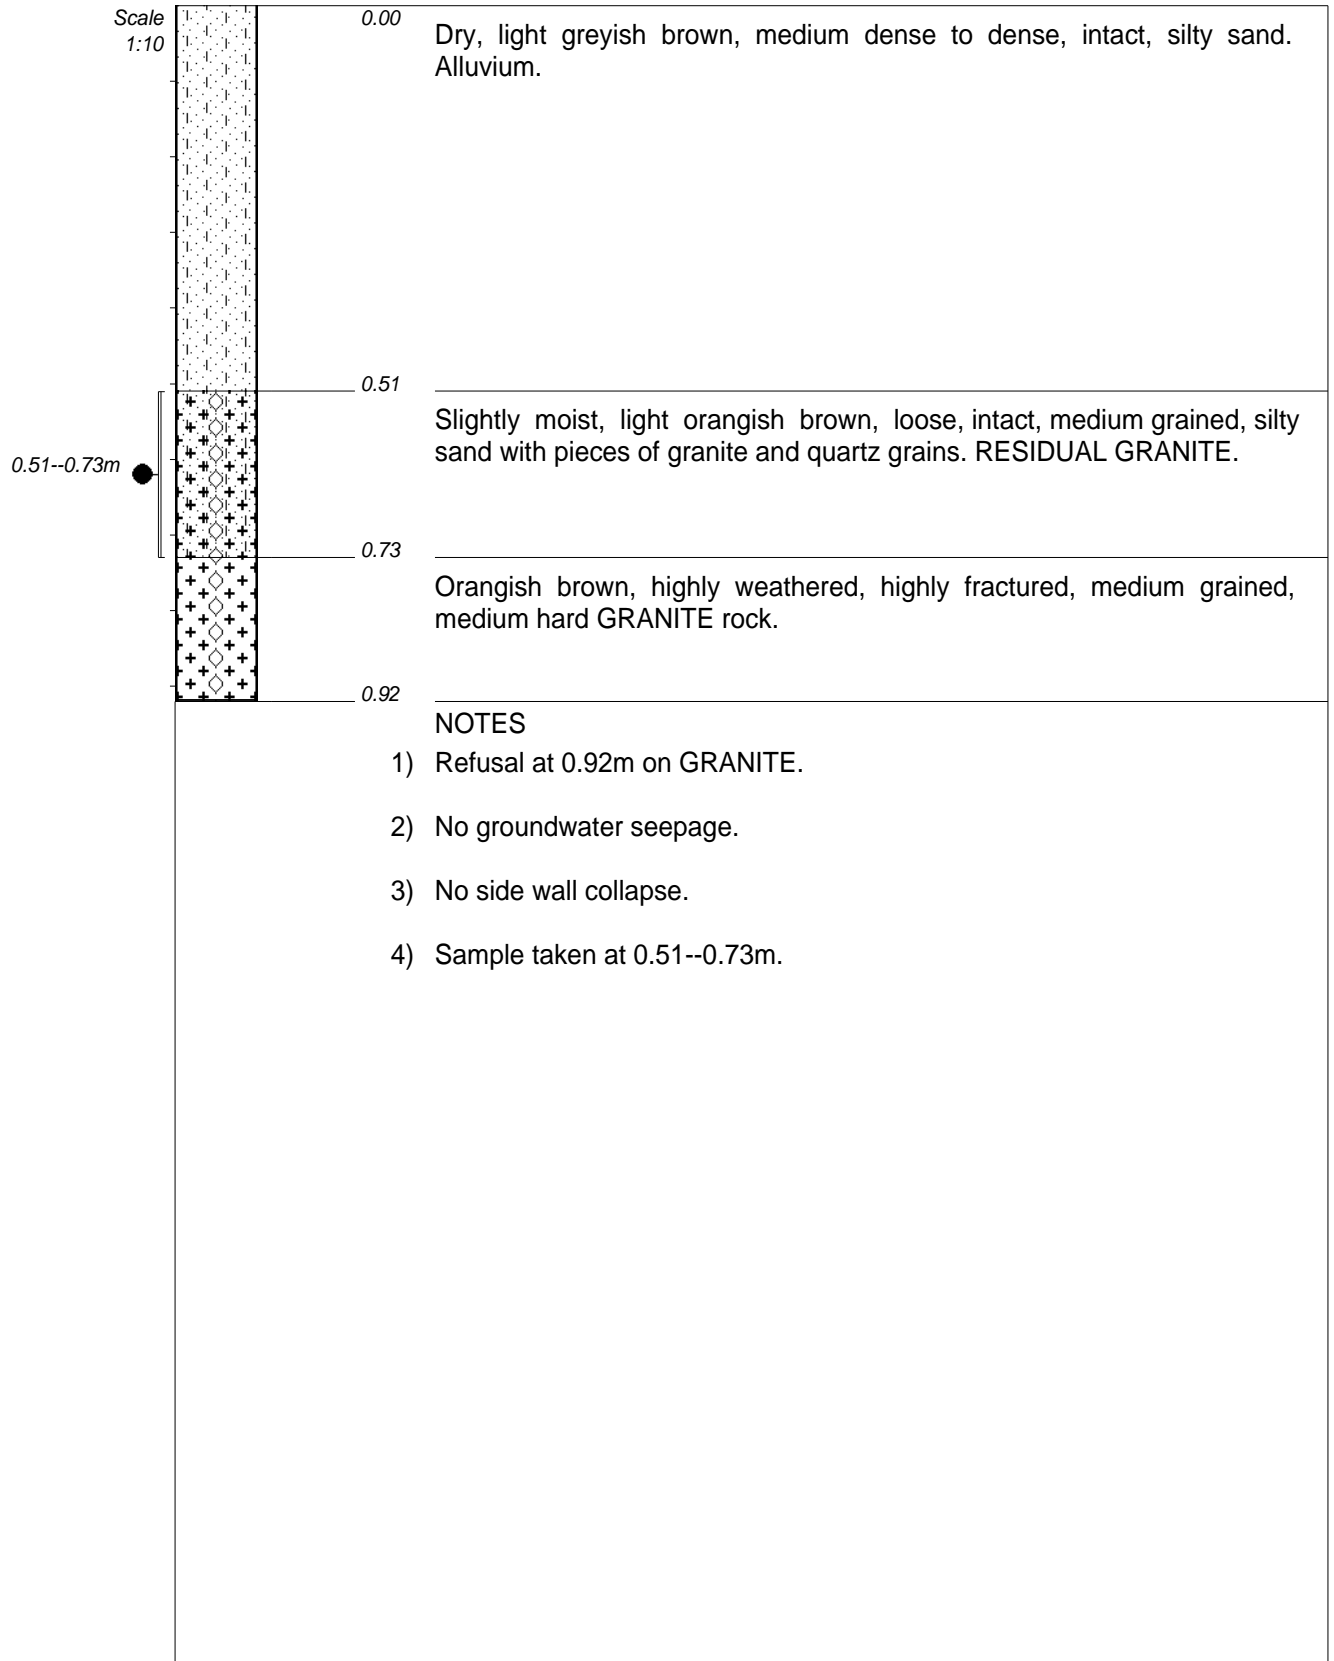 Scale
1:10
0.00
Dry, light greyish brown, medium dense to dense, intact, silty sand.
Alluvium.
0.51
Slightly moist, light orangish brown, loose, intact, medium grained, silty
sand with pieces of granite and quartz grains. RESIDUAL GRANITE.
0.51--0.73m
0.73
Orangish brown, highly weathered, highly fractured, medium grained,
medium hard GRANITE rock.
0.92
NOTES
1) Refusal at 0.92m on GRANITE.
2) No groundwater seepage.
3) No side wall collapse.
4) Sample taken at 0.51--0.73m.